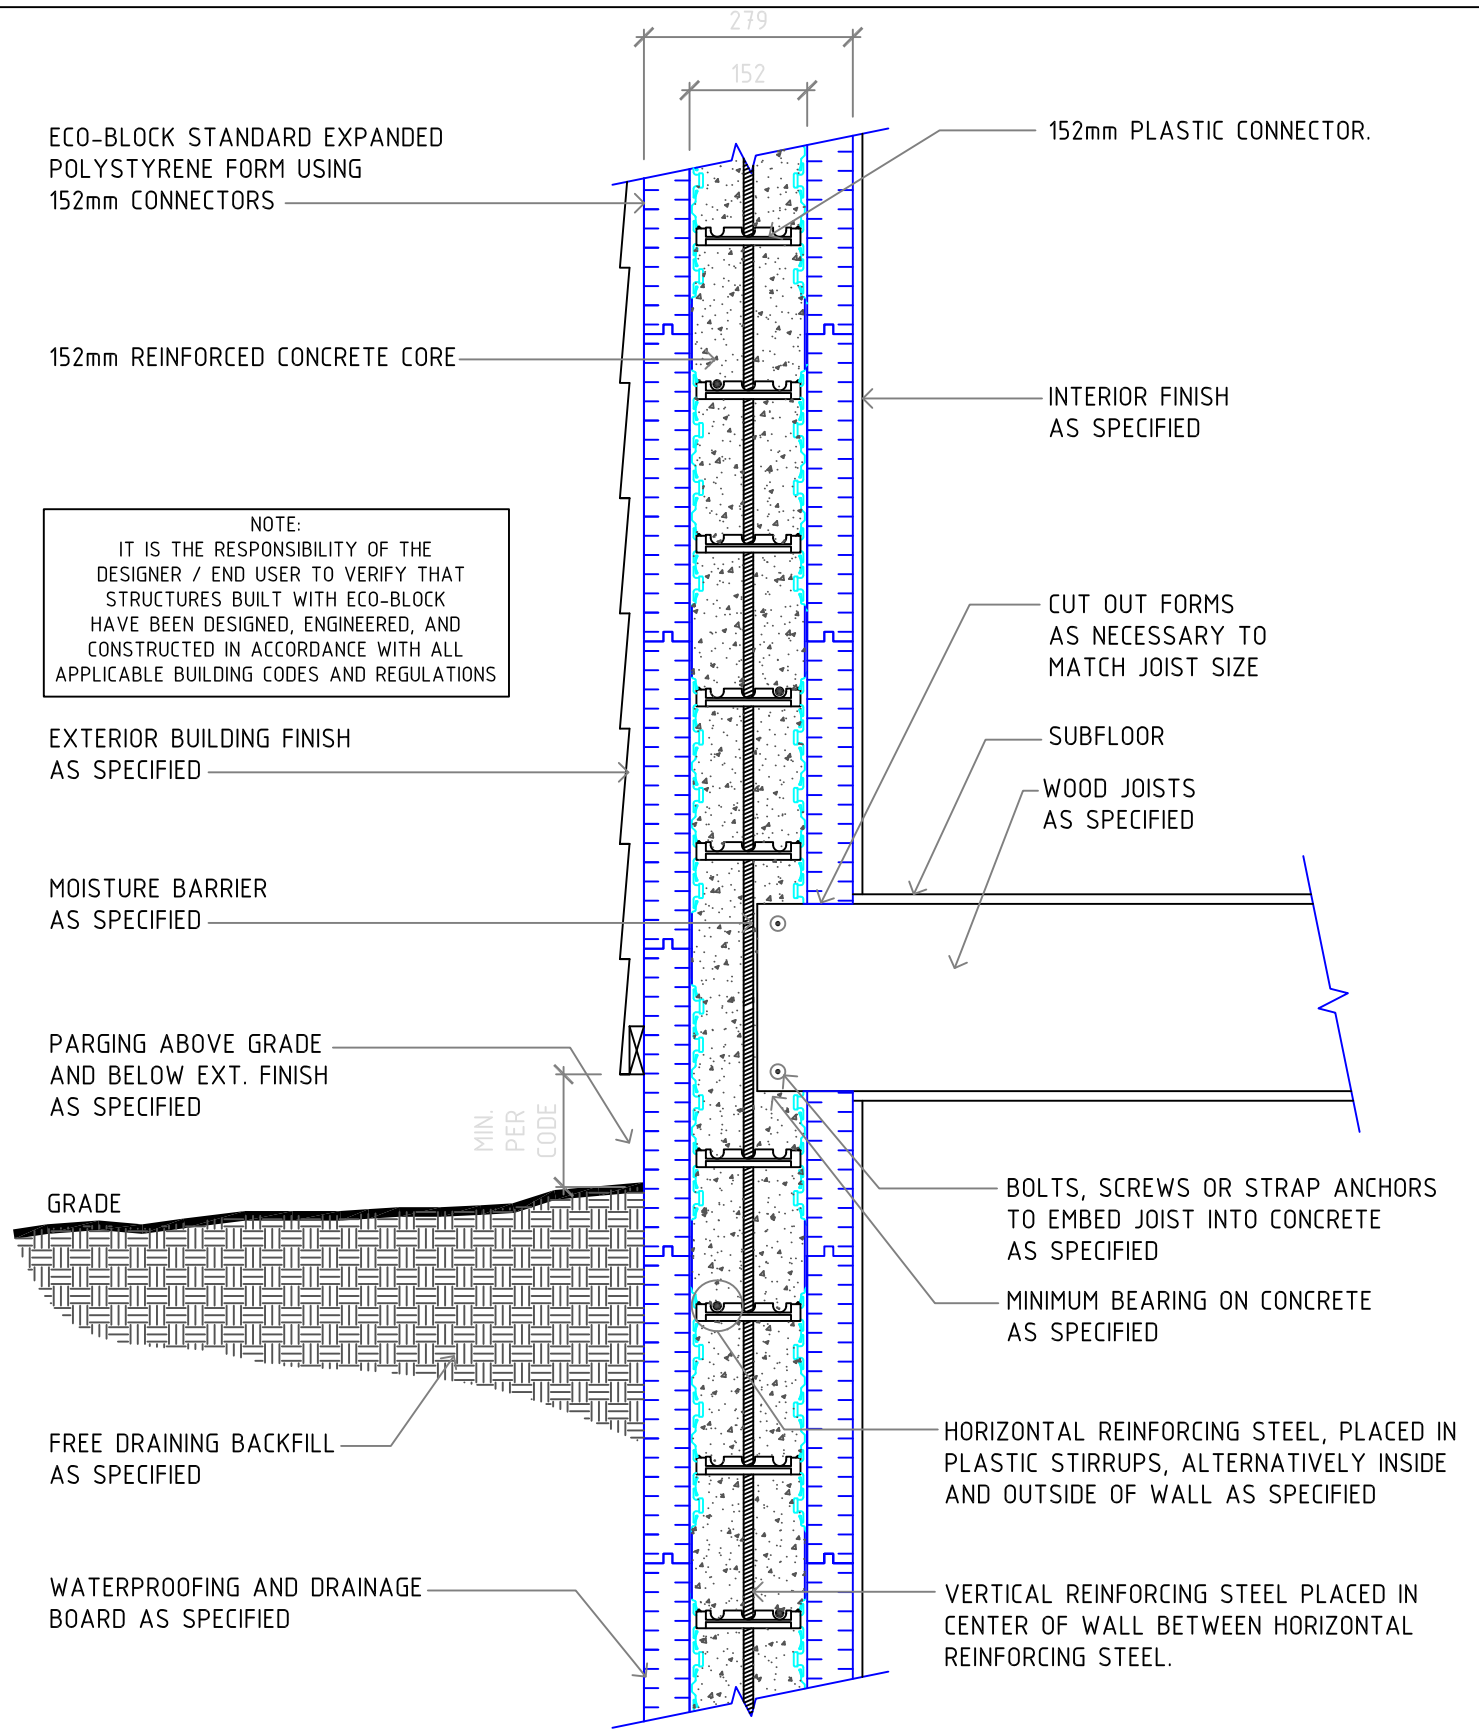 279
152
ECO-BLOCK STANDARD EXPANDED
POLYSTYRENE FORM USING
152mm CONNECTORS
152mm PLASTIC CONNECTOR.
152mm REINFORCED CONCRETE CORE
INTERIOR FINISH
AS SPECIFIED
NOTE:
IT IS THE RESPONSIBILITY OF THE
DESIGNER / END USER TO VERIFY THAT
STRUCTURES BUILT WITH ECO-BLOCK
HAVE BEEN DESIGNED, ENGINEERED, AND
CONSTRUCTED IN ACCORDANCE WITH ALL
APPLICABLE BUILDING CODES AND REGULATIONS
CUT OUT FORMS
AS NECESSARY TO
MATCH JOIST SIZE
EXTERIOR BUILDING FINISH
AS SPECIFIED
SUBFLOOR
WOOD JOISTS
AS SPECIFIED
MOISTURE BARRIER
AS SPECIFIED
PARGING ABOVE GRADE
AND BELOW EXT. FINISH
AS SPECIFIED
MIN.
PER
CODE
GRADE
BOLTS, SCREWS OR STRAP ANCHORS
TO EMBED JOIST INTO CONCRETE
AS SPECIFIED
MINIMUM BEARING ON CONCRETE
AS SPECIFIED
FREE DRAINING BACKFILL
AS SPECIFIED
HORIZONTAL REINFORCING STEEL, PLACED IN
PLASTIC STIRRUPS, ALTERNATIVELY INSIDE
AND OUTSIDE OF WALL AS SPECIFIED
WATERPROOFING AND DRAINAGE
BOARD AS SPECIFIED
VERTICAL REINFORCING STEEL PLACED IN
CENTER OF WALL BETWEEN HORIZONTAL
REINFORCING STEEL.